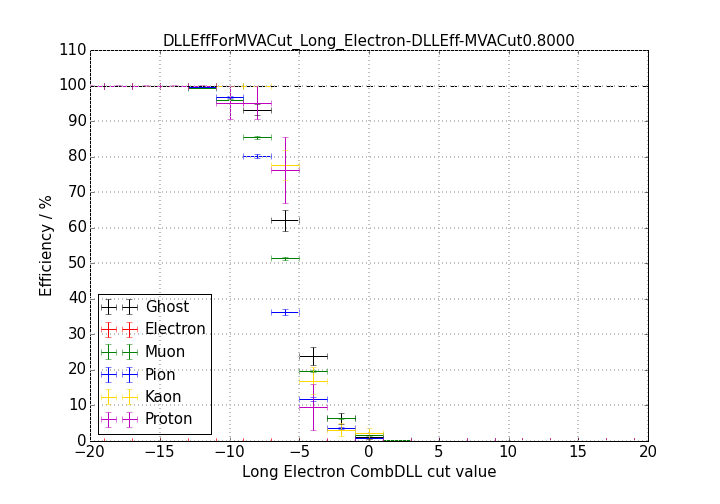 DLLEffForMVACut_Long_Electron-DLLEff-MVACut0.8000
110
100
90
80
70
60
50
40
30
20
10
0
Efficiency / %
Ghost
Electron
Muon
Pion
Kaon
Proton
−20 −15 −10 −5 0 5 10 15 20
Long Electron CombDLL cut value